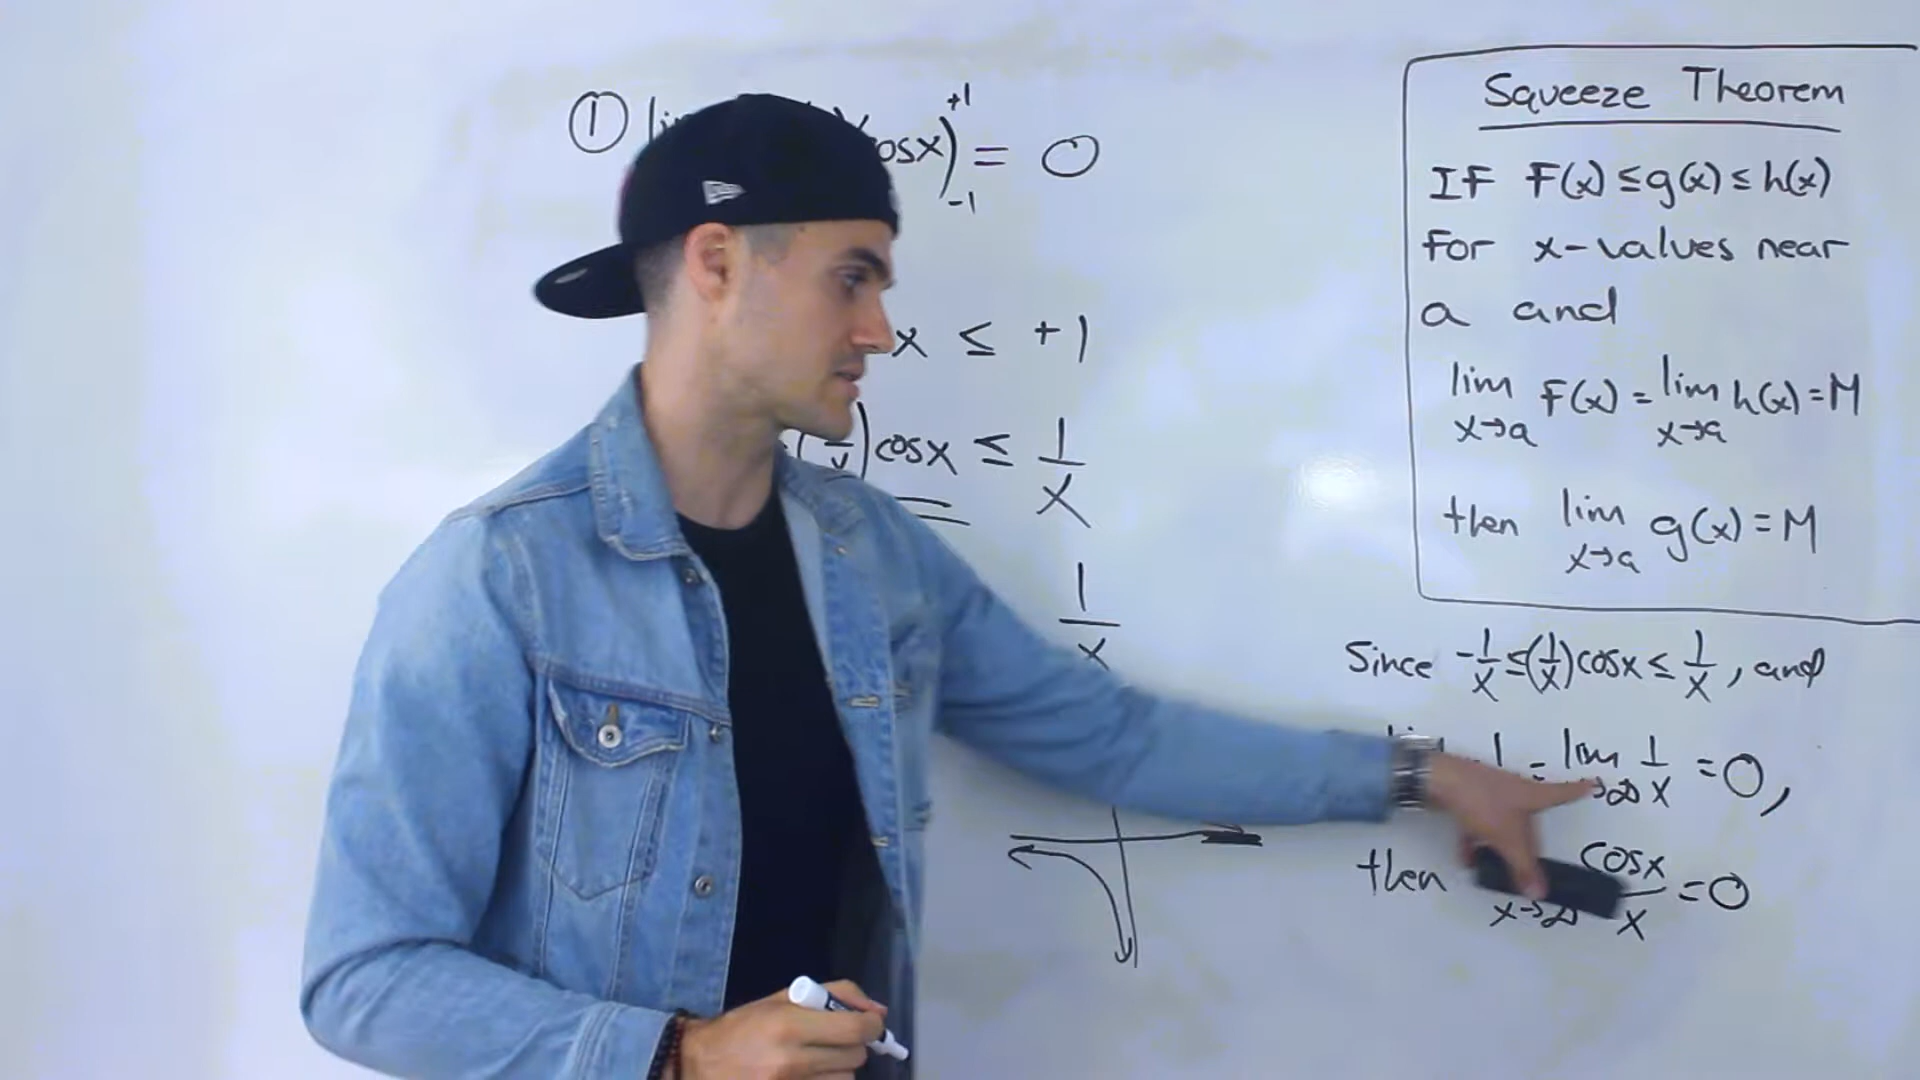 ① lim cosx) = 0
+1
-1
x ≤ +1
cosx ≤ 1/x
1/x
Squeeze Theorem
IF F(x) ≤ g(x) ≤ h(x)
For x-values near
a and
lim x→a F(x) = lim x→a h(x) = M
then lim x→a g(x) = M
Since -1/x ≤ (1/x)cosx ≤ 1/x, and
= lim →∞ 1/x = 0,
then x→∞ cosx/x = 0